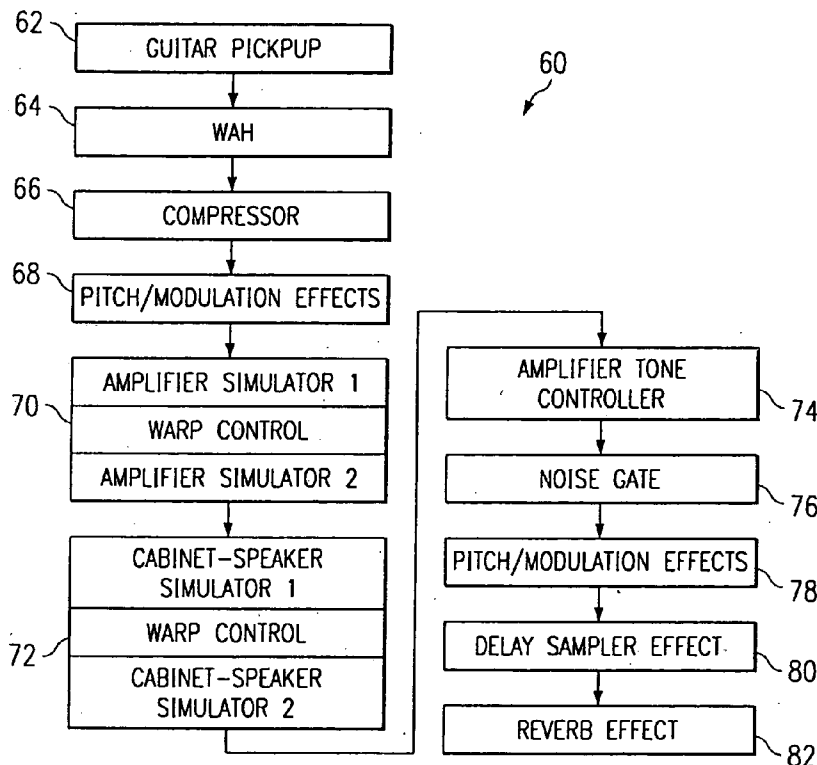 62
GUITAR PICKPUP
60
64
WAH
66
COMPRESSOR
68
PITCH/MODULATION EFFECTS
70
AMPLIFIER SIMULATOR 1
WARP CONTROL
AMPLIFIER SIMULATOR 2
72
CABINET-SPEAKER
SIMULATOR 1
WARP CONTROL
CABINET-SPEAKER
SIMULATOR 2
AMPLIFIER TONE
CONTROLLER
74
NOISE GATE
76
PITCH/MODULATION EFFECTS
78
DELAY SAMPLER EFFECT
80
REVERB EFFECT
82